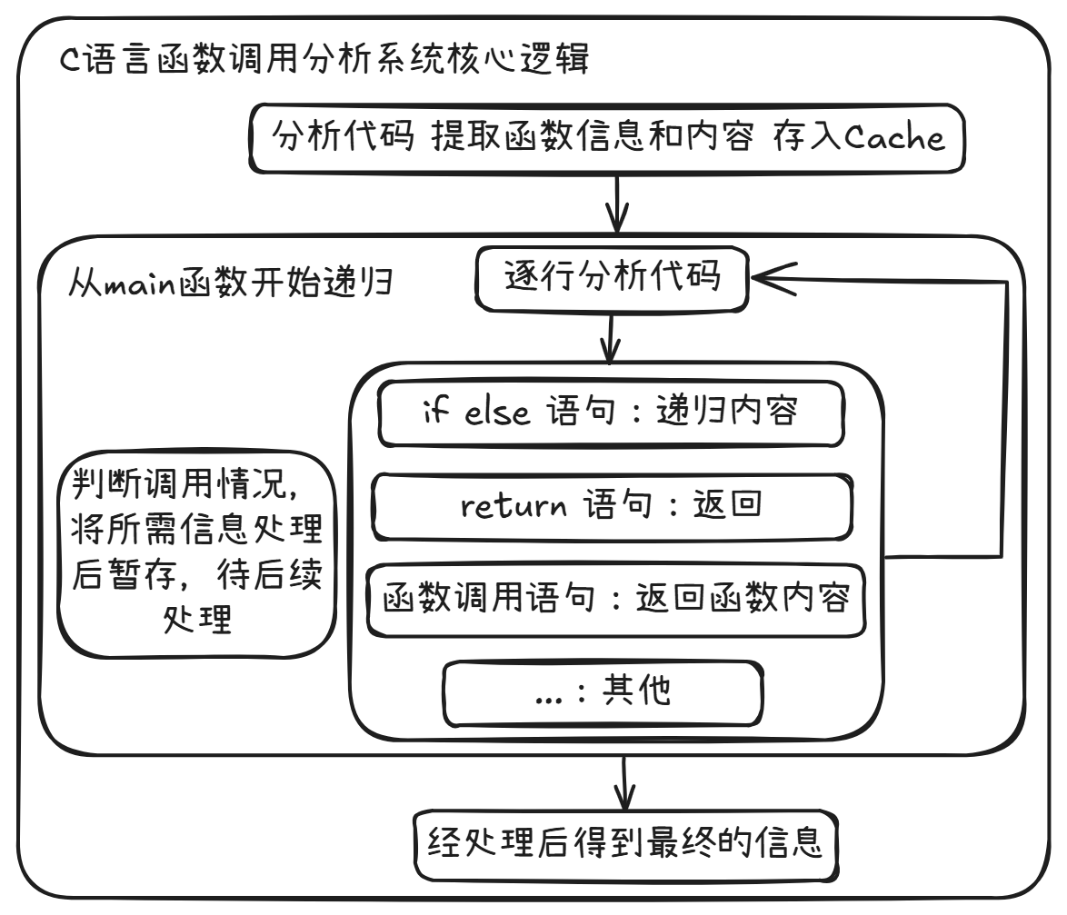 C语言函数调用分析系统核心逻辑
分析代码 提取函数信息和内容 存入Cache
从main函数开始递归
逐行分析代码
if else 语句：递归内容
return 语句：返回
函数调用语句：返回函数内容
...：其他
判断调用情况，
将所需信息处理
后暂存，待后续
处理
经处理后得到最终的信息